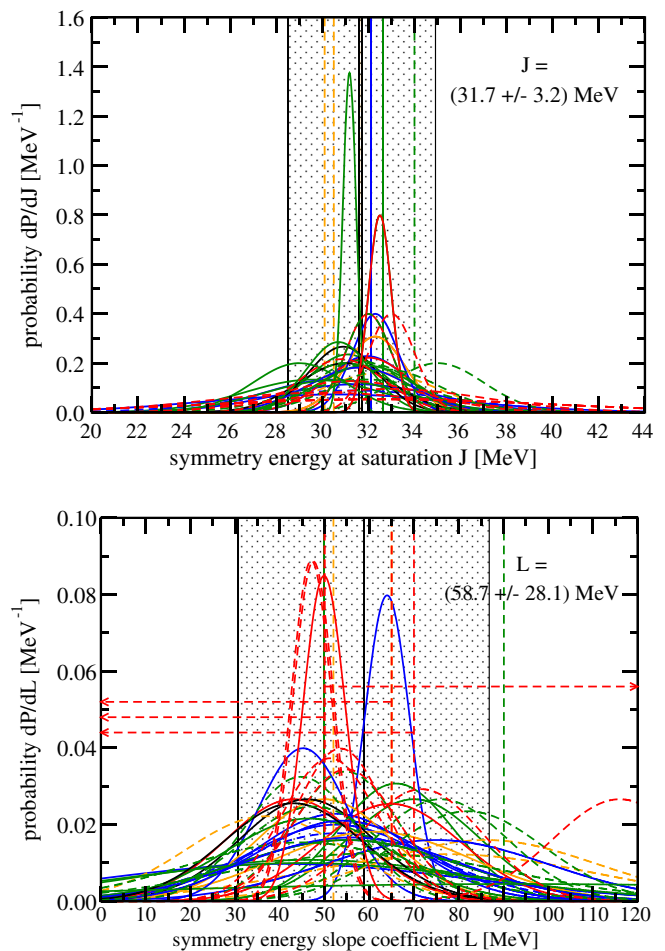 1.6
1.4
1.2
1.0
0.8
0.6
0.4
0.2
0.0
probability dP/dJ [MeV⁻¹]
J =
(31.7 +/- 3.2) MeV
20 22 24 26 28 30 32 34 36 38 40 42 44
symmetry energy at saturation J [MeV]
0.10
0.08
0.06
0.04
0.02
0.00
probability dP/dL [MeV⁻¹]
L =
(58.7 +/- 28.1) MeV
0 10 20 30 40 50 60 70 80 90 100 110 120
symmetry energy slope coefficient L [MeV]